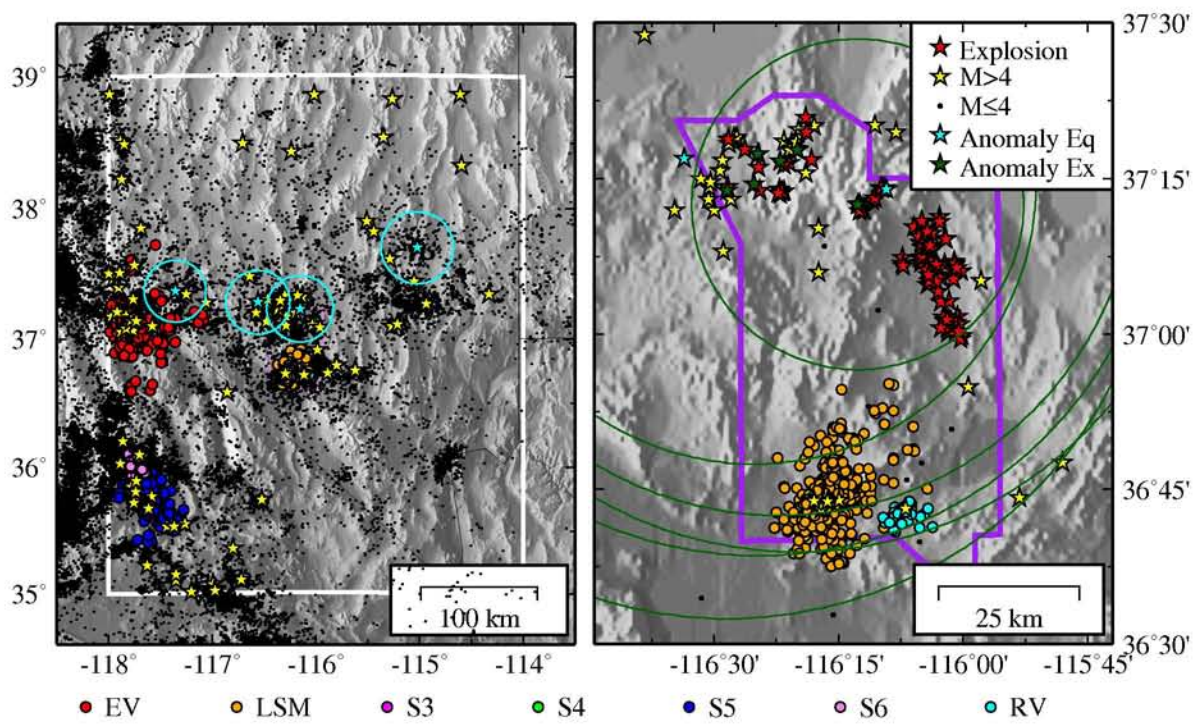 39°
38°
37°
36°
35°
-118
-117
-116
-115
-114
100 km
37°30'
37°15'
37°00'
36°45'
36°30'
-116°30'
-116°15'
-116°00'
-115°45'
25 km
Explosion
M>4
M≤4
Anomaly Eq
Anomaly Ex
EV LSM S3 S4 S5 S6 RV